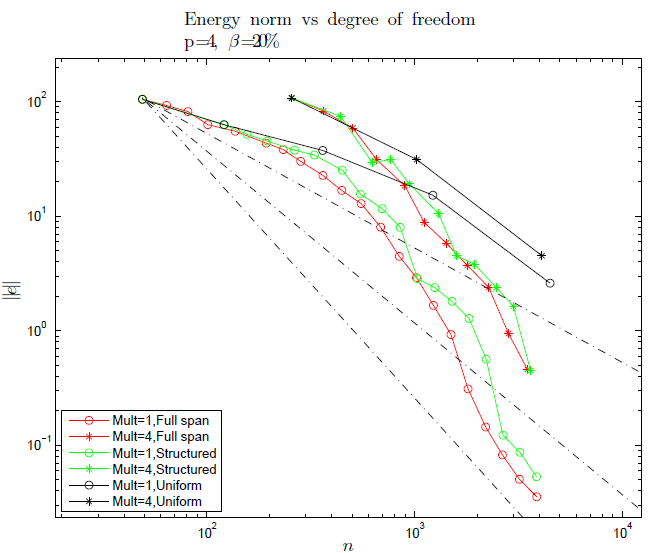 Energy norm vs degree of freedom
p=4, β=20%
10²
10¹
10⁰
10⁻¹
||e||
Mult=1,Full span
Mult=4,Full span
Mult=1,Structured
Mult=4,Structured
Mult=1,Uniform
Mult=4,Uniform
10² 10³ 10⁴
n